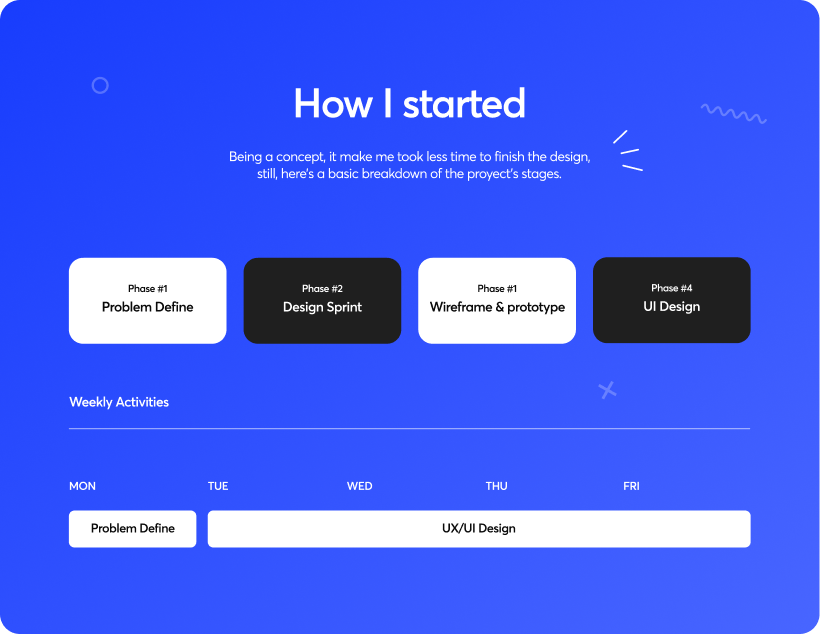 How I started
Being a concept, it make me took less time to finish the design,
still, here's a basic breakdown of the proyect's stages.
Phase #1
Problem Define
Phase #2
Design Sprint
Phase #1
Wireframe & prototype
Phase #4
UI Design
Weekly Activities
MON TUE WED THU FRI
Problem Define UX/UI Design